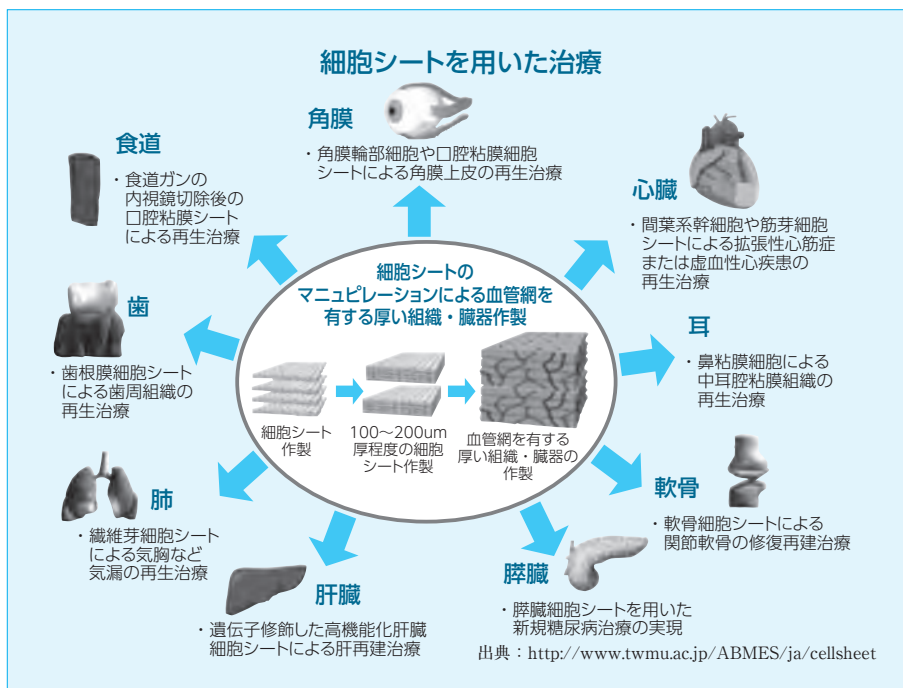 細胞シートを用いた治療
角膜
・角膜輪部細胞や口腔粘膜細胞
シートによる角膜上皮の再生治療
食道
・食道ガンの
内視鏡切除後の
口腔粘膜シート
による再生治療
心臓
・間葉系幹細胞や筋芽細胞
シートによる拡張性心筋症
または虚血性心疾患の
再生治療
細胞シートの
マニュピレーションによる血管網を
有する厚い組織・臓器作製
細胞シート
作製
100〜200um
厚程度の細胞
シート作製
血管網を有する
厚い組織・臓器の
作製
歯
・歯根膜細胞シート
による歯周組織の
再生治療
耳
・鼻粘膜細胞による
中耳腔粘膜組織の
再生治療
肺
・繊維芽細胞シート
による気胸など
気漏の再生治療
軟骨
・軟骨細胞シートによる
関節軟骨の修復再建治療
肝臓
・遺伝子修飾した高機能化肝臓
細胞シートによる肝再建治療
膵臓
・膵臓細胞シートを用いた
新規糖尿病治療の実現
出典：http://www.twmu.ac.jp/ABMES/ja/cellsheet